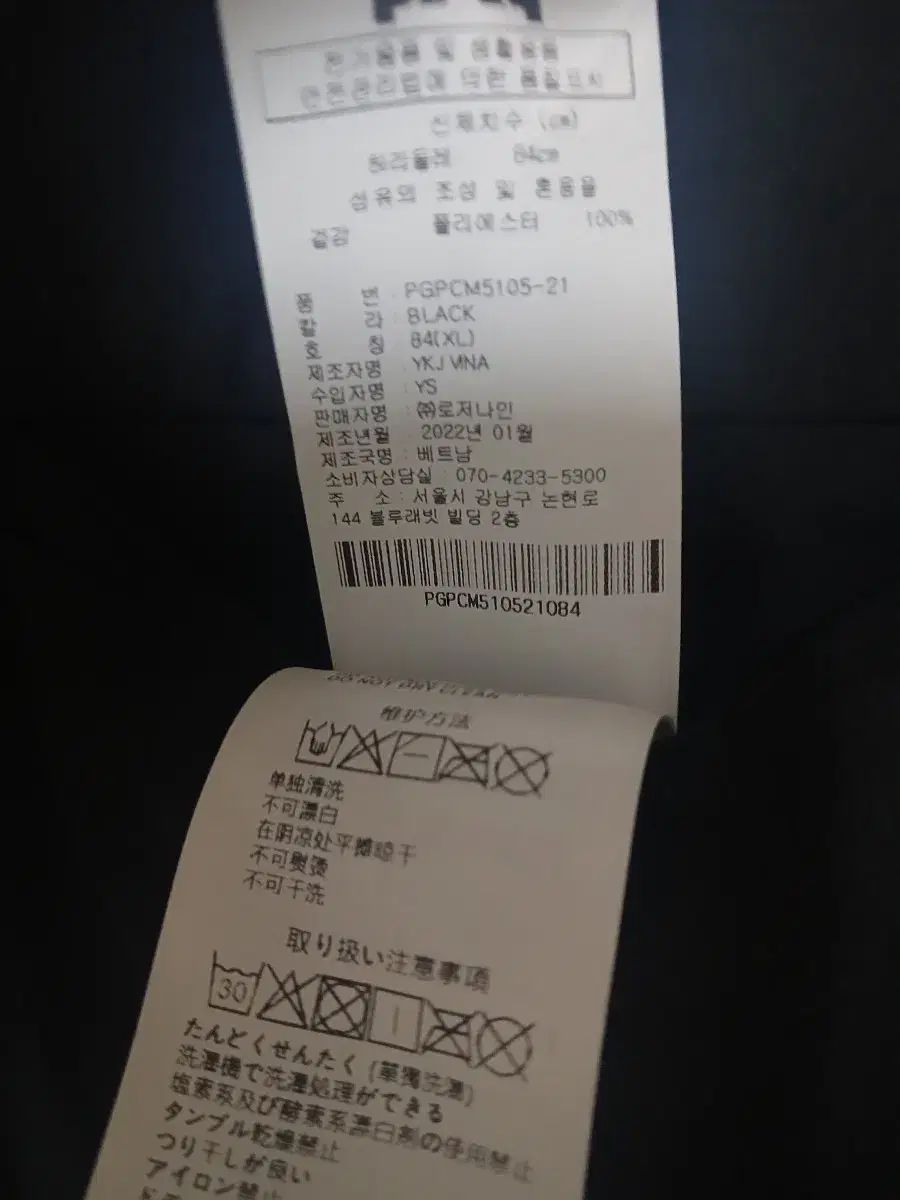 전기용품 및 생활용품
안전관리법에 의한 품질표시
신체치수 (cm)
허리둘레 84cm
섬유의 조성 및 혼용율
겉감 폴리에스터 100%
품 번 : PGPCM5105-21
칼 라 : BLACK
호 칭 : 84(XL)
제조자명 : YKJ VINA
수입자명 : YS
판매자명 : ㈜로저나인
제조년월 : 2022년 01월
제조국명 : 베트남
소비자상담실 : 070-4233-5300
주 소 : 서울시 강남구 논현로
144 블루래빗 빌딩 2층
PGPCM510521084
DO NOT DRY CLEAN
维护方法
单独清洗
不可漂白
在阴凉处平摊晾干
不可熨烫
不可干洗
取り扱い注意事項
30
たんどくせんたく (單獨洗濯)
洗濯機で洗濯処理ができる
塩素系及び酵素系漂白剤の使用禁止
タンブル乾燥禁止
つり干しが良い
アイロン禁止